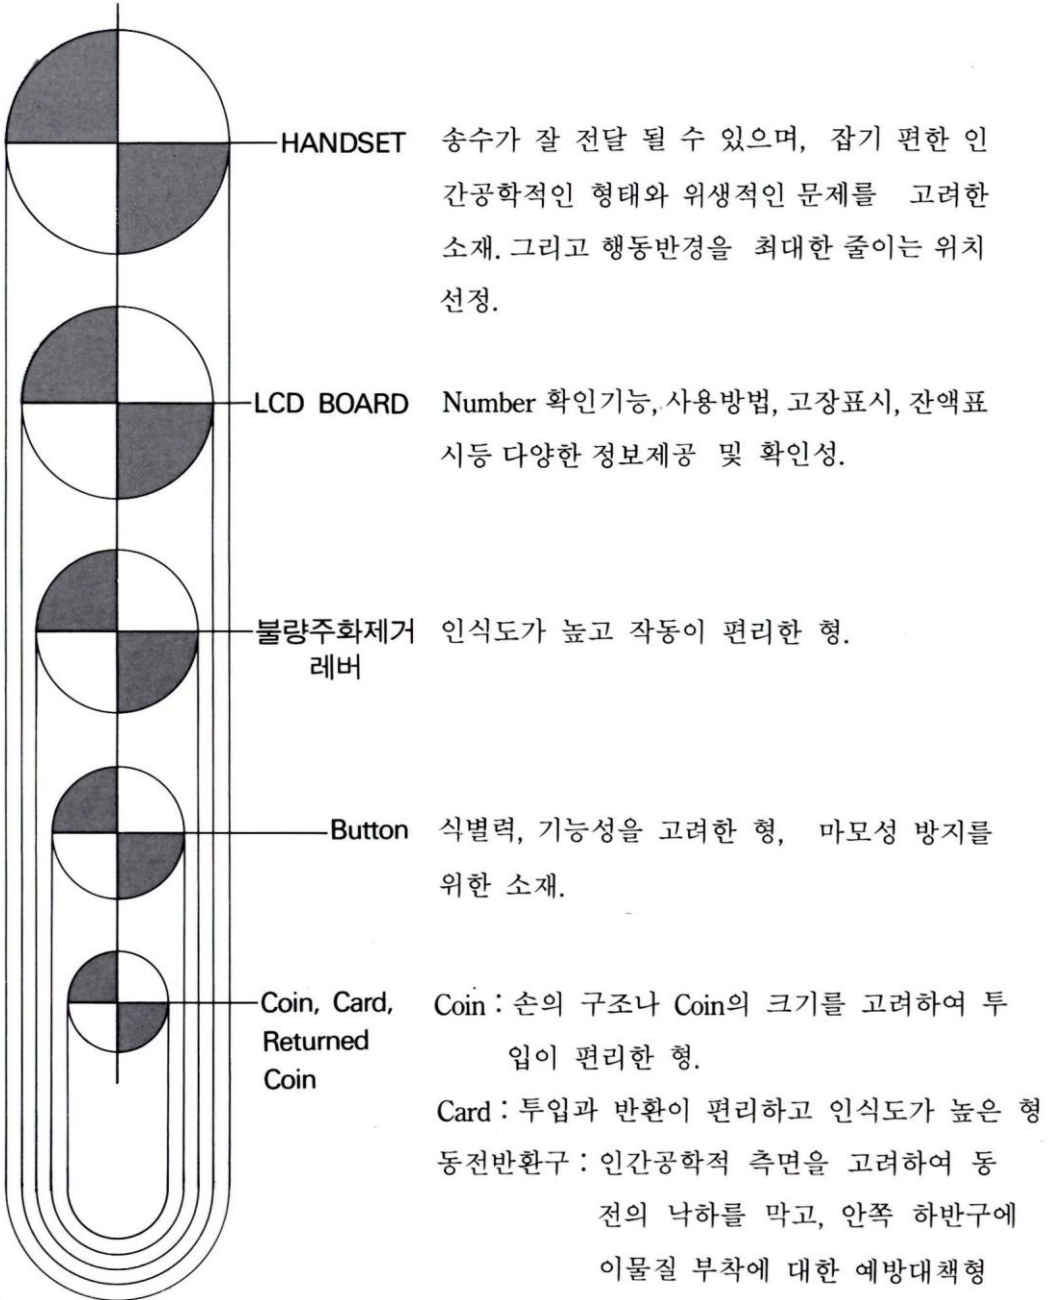 HANDSET 송수가 잘 전달 될 수 있으며, 잡기 편한 인
간공학적인 형태와 위생적인 문제를 고려한
소재. 그리고 행동반경을 최대한 줄이는 위치
선정.
LCD BOARD Number 확인기능, 사용방법, 고장표시, 잔액표
시등 다양한 정보제공 및 확인성.
불량주화제거 인식도가 높고 작동이 편리한 형.
레버
Button 식별력, 기능성을 고려한 형, 마모성 방지를
위한 소재.
Coin, Card, Coin : 손의 구조나 Coin의 크기를 고려하여 투
Returned 입이 편리한 형.
Coin
Card : 투입과 반환이 편리하고 인식도가 높은 형
동전반환구 : 인간공학적 측면을 고려하여 동
전의 낙하를 막고, 안쪽 하반구에
이물질 부착에 대한 예방대책형